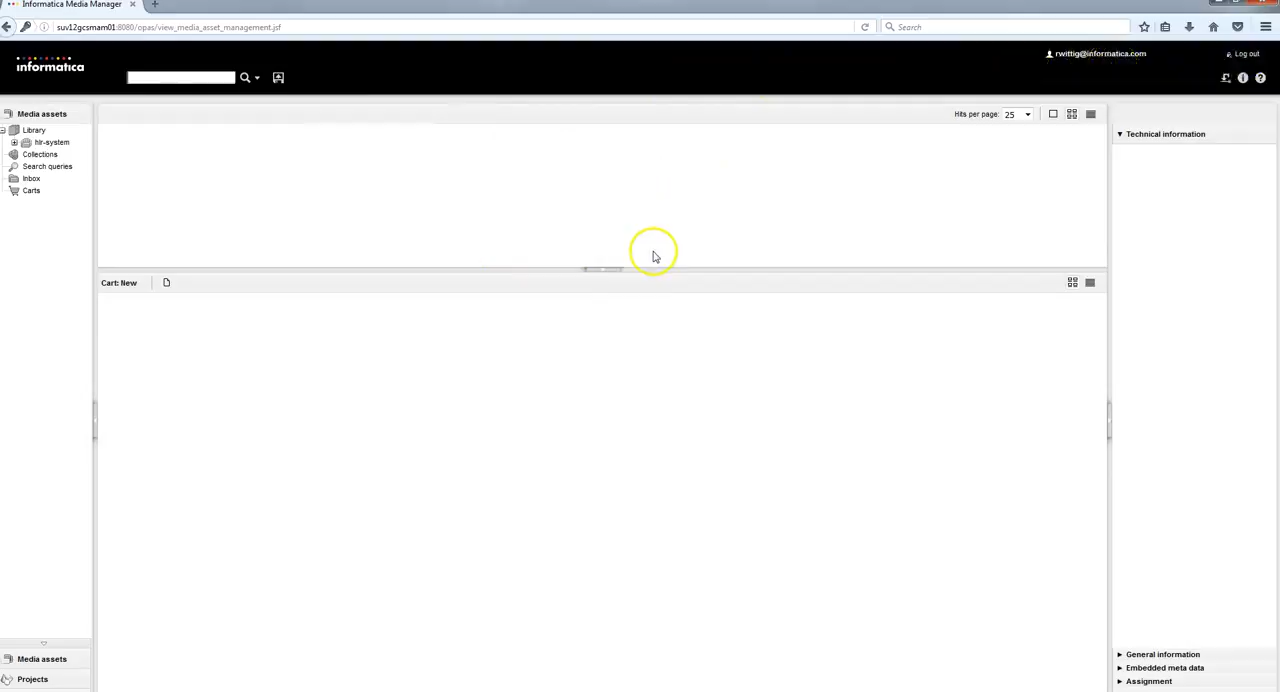 Informatica Media Manager
suv12gcsmam01:8080/opas/view_media_asset_management.jsf
Search
informatica
rwittig@informatica.com
Log out
Media assets
Hits per page: 25
Library
hlr-system
Collections
Search queries
Inbox
Carts
Technical information
Cart: New
Media assets
Projects
General information
Embedded meta data
Assignment